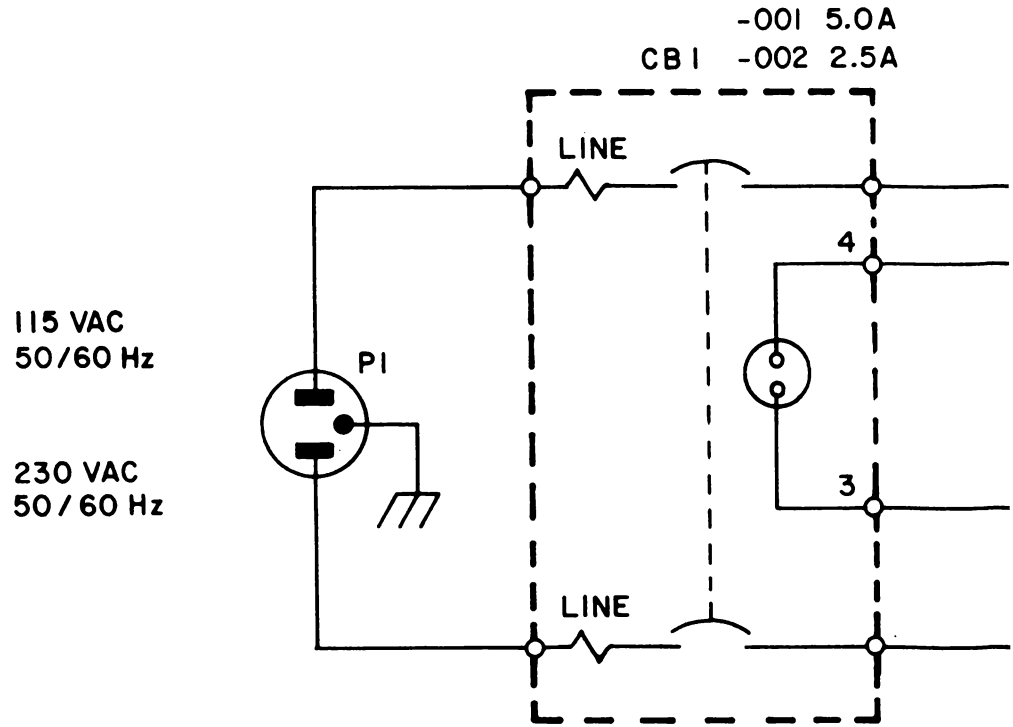 -001 5.0A
CB1 -002 2.5A
LINE
4
115 VAC
50/60 Hz
P1
230 VAC
50/60 Hz
3
LINE